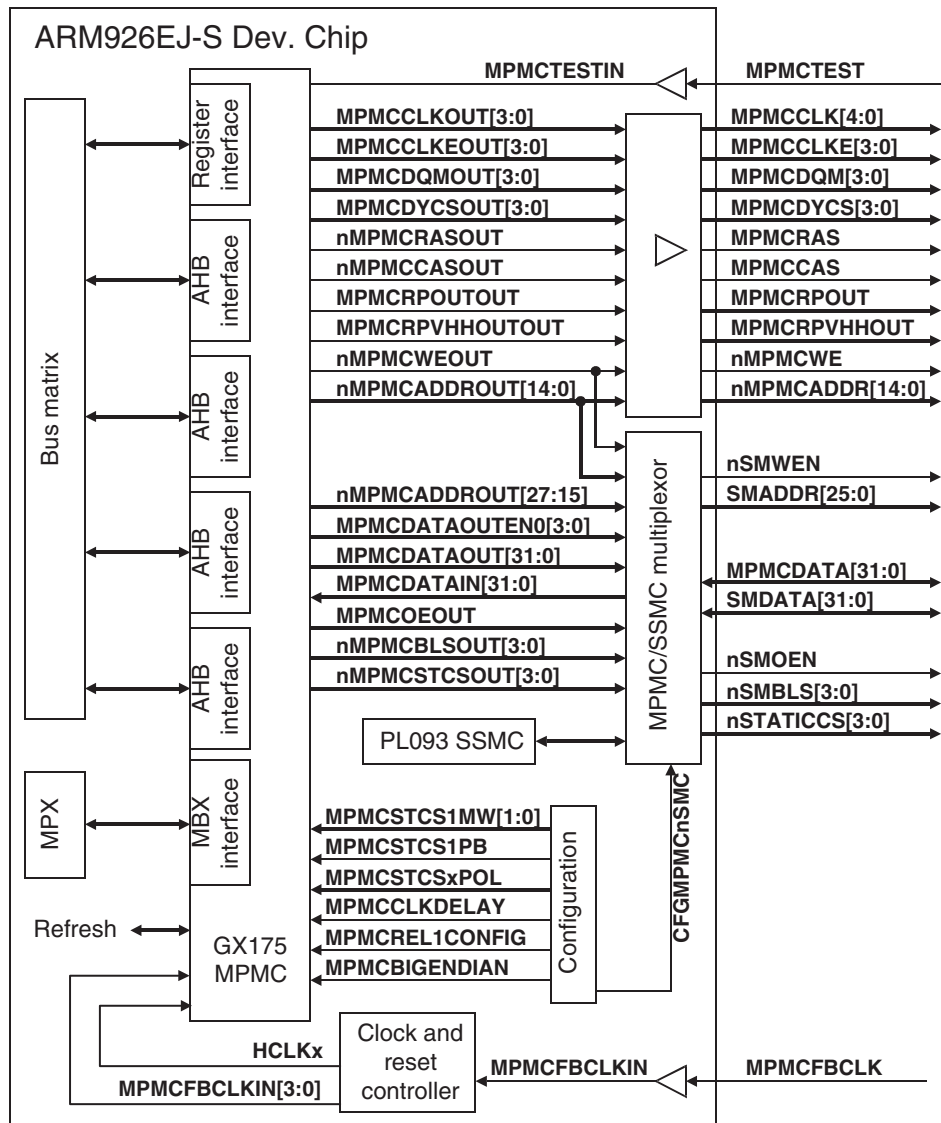 ARM926EJ-S Dev. Chip
MPMCTESTIN
MPMCTEST
Bus matrix
Register
interface
AHB
interface
AHB
interface
AHB
interface
AHB
interface
MPX
MBX
interface
Refresh
GX175
MPMC
MPMCCLKOUT[3:0]
MPMCCLKEOUT[3:0]
MPMCDQMOUT[3:0]
MPMCDYCSOUT[3:0]
nMPMCRASOUT
nMPMCCASOUT
MPMCRPOUTOUT
MPMCRPVHHOUTOUT
nMPMCWEOUT
nMPMCADDROUT[14:0]
MPMCCLK[4:0]
MPMCCLKE[3:0]
MPMCDQM[3:0]
MPMCDYCS[3:0]
MPMCRAS
MPMCCAS
MPMCRPOUT
MPMCRPVHHOUT
nMPMCWE
nMPMCADDR[14:0]
nMPMCADDROUT[27:15]
MPMCDATAOUTEN0[3:0]
MPMCDATAOUT[31:0]
MPMCDATAIN[31:0]
MPMCOEOUT
nMPMCBLSOUT[3:0]
nMPMCSTCSOUT[3:0]
MPMC/SSMC multiplexor
nSMWEN
SMADDR[25:0]
MPMCDATA[31:0]
SMDATA[31:0]
nSMOEN
nSMBLS[3:0]
nSTATICCS[3:0]
PL093 SSMC
MPMCSTCS1MW[1:0]
MPMCSTCS1PB
MPMCSTCSxPOL
MPMCCLKDELAY
MPMCREL1CONFIG
MPMCBIGENDIAN
Configuration
CFGMPMCnSMC
HCLKx
MPMCFBCLKIN[3:0]
Clock and
reset
controller
MPMCFBCLKIN
MPMCFBCLK